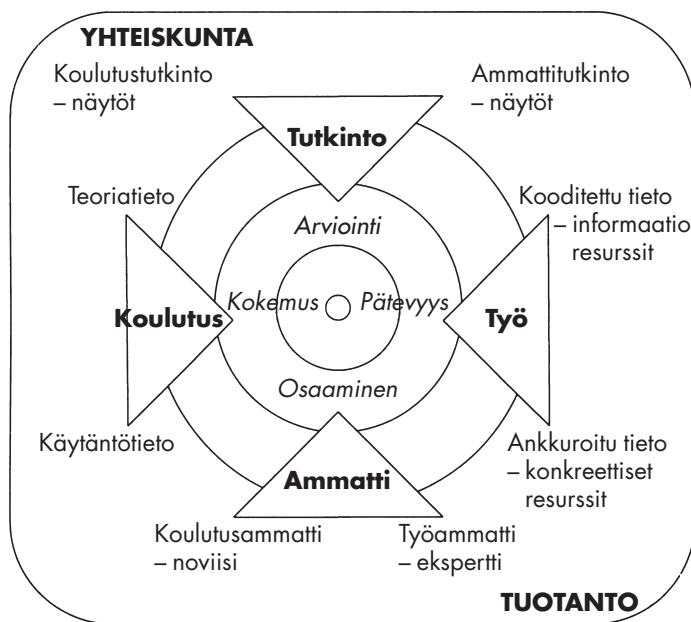 YHTEISKUNTA
Koulutustutkinto
– näytöt
Ammattitutkinto
– näytöt
Tutkinto
Teoriatieto
Kooditettu tieto
– informaatio
resurssit
Arviointi
Kokemus
Pätevyys
Koulutus
Työ
Osaaminen
Käytäntötieto
Ankkuroitu tieto
– konkreettiset
resurssit
Ammatti
Koulutusammatti
– noviisi
Työammatti
– ekspertti
TUOTANTO